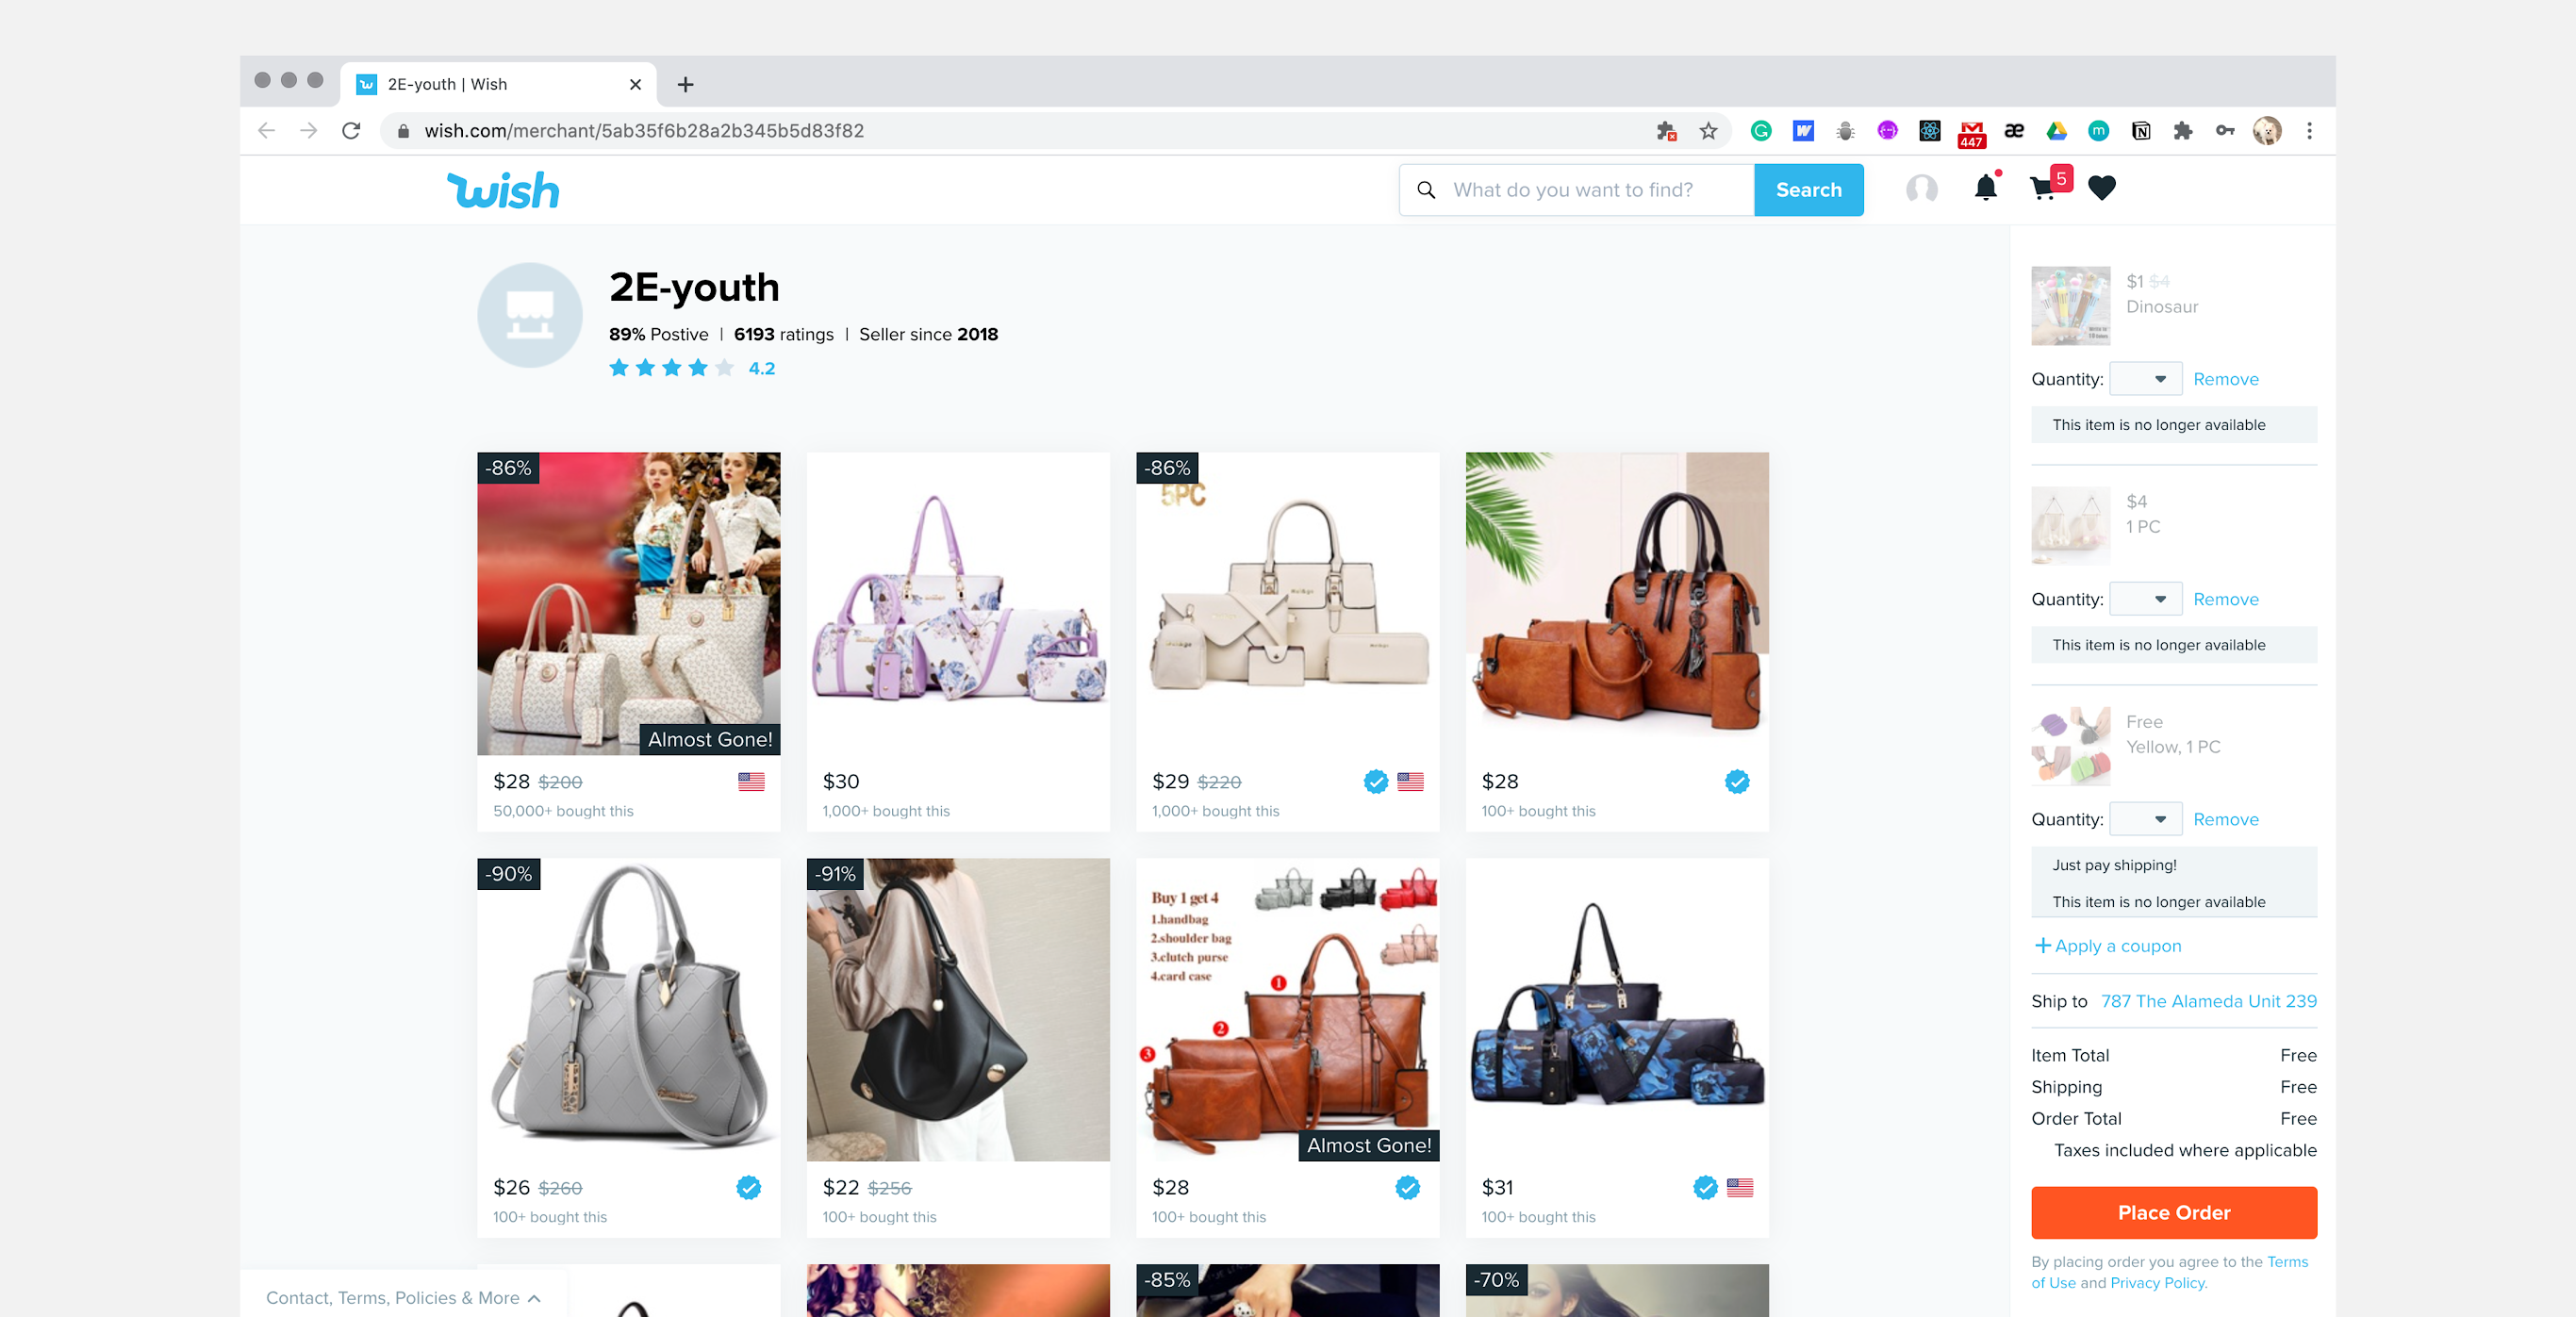 2E-youth | Wish
wish.com/merchant/5ab35f6b28a2b345b5d83f82
447
wish
What do you want to find?
Search
5
2E-youth
89% Postive | 6193 ratings | Seller since 2018
4.2
-86%
Almost Gone!
$28 $200
50,000+ bought this
$30
1,000+ bought this
-86%
5PC
$29 $220
1,000+ bought this
$28
100+ bought this
-90%
$26 $260
100+ bought this
-91%
$22 $256
100+ bought this
Buy 1 get 4
1.handbag
2.shoulder bag
3.clutch purse
4.card case
1
2
3
Almost Gone!
$28
100+ bought this
$31
100+ bought this
-85%
-70%
Contact, Terms, Policies & More
$1 $4
Dinosaur
Quantity:
Remove
This item is no longer available
$4
1 PC
Quantity:
Remove
This item is no longer available
Free
Yellow, 1 PC
Quantity:
Remove
Just pay shipping!
This item is no longer available
+ Apply a coupon
Ship to 787 The Alameda Unit 239
Item Total Free
Shipping Free
Order Total Free
Taxes included where applicable
Place Order
By placing order you agree to the Terms
of Use and Privacy Policy.